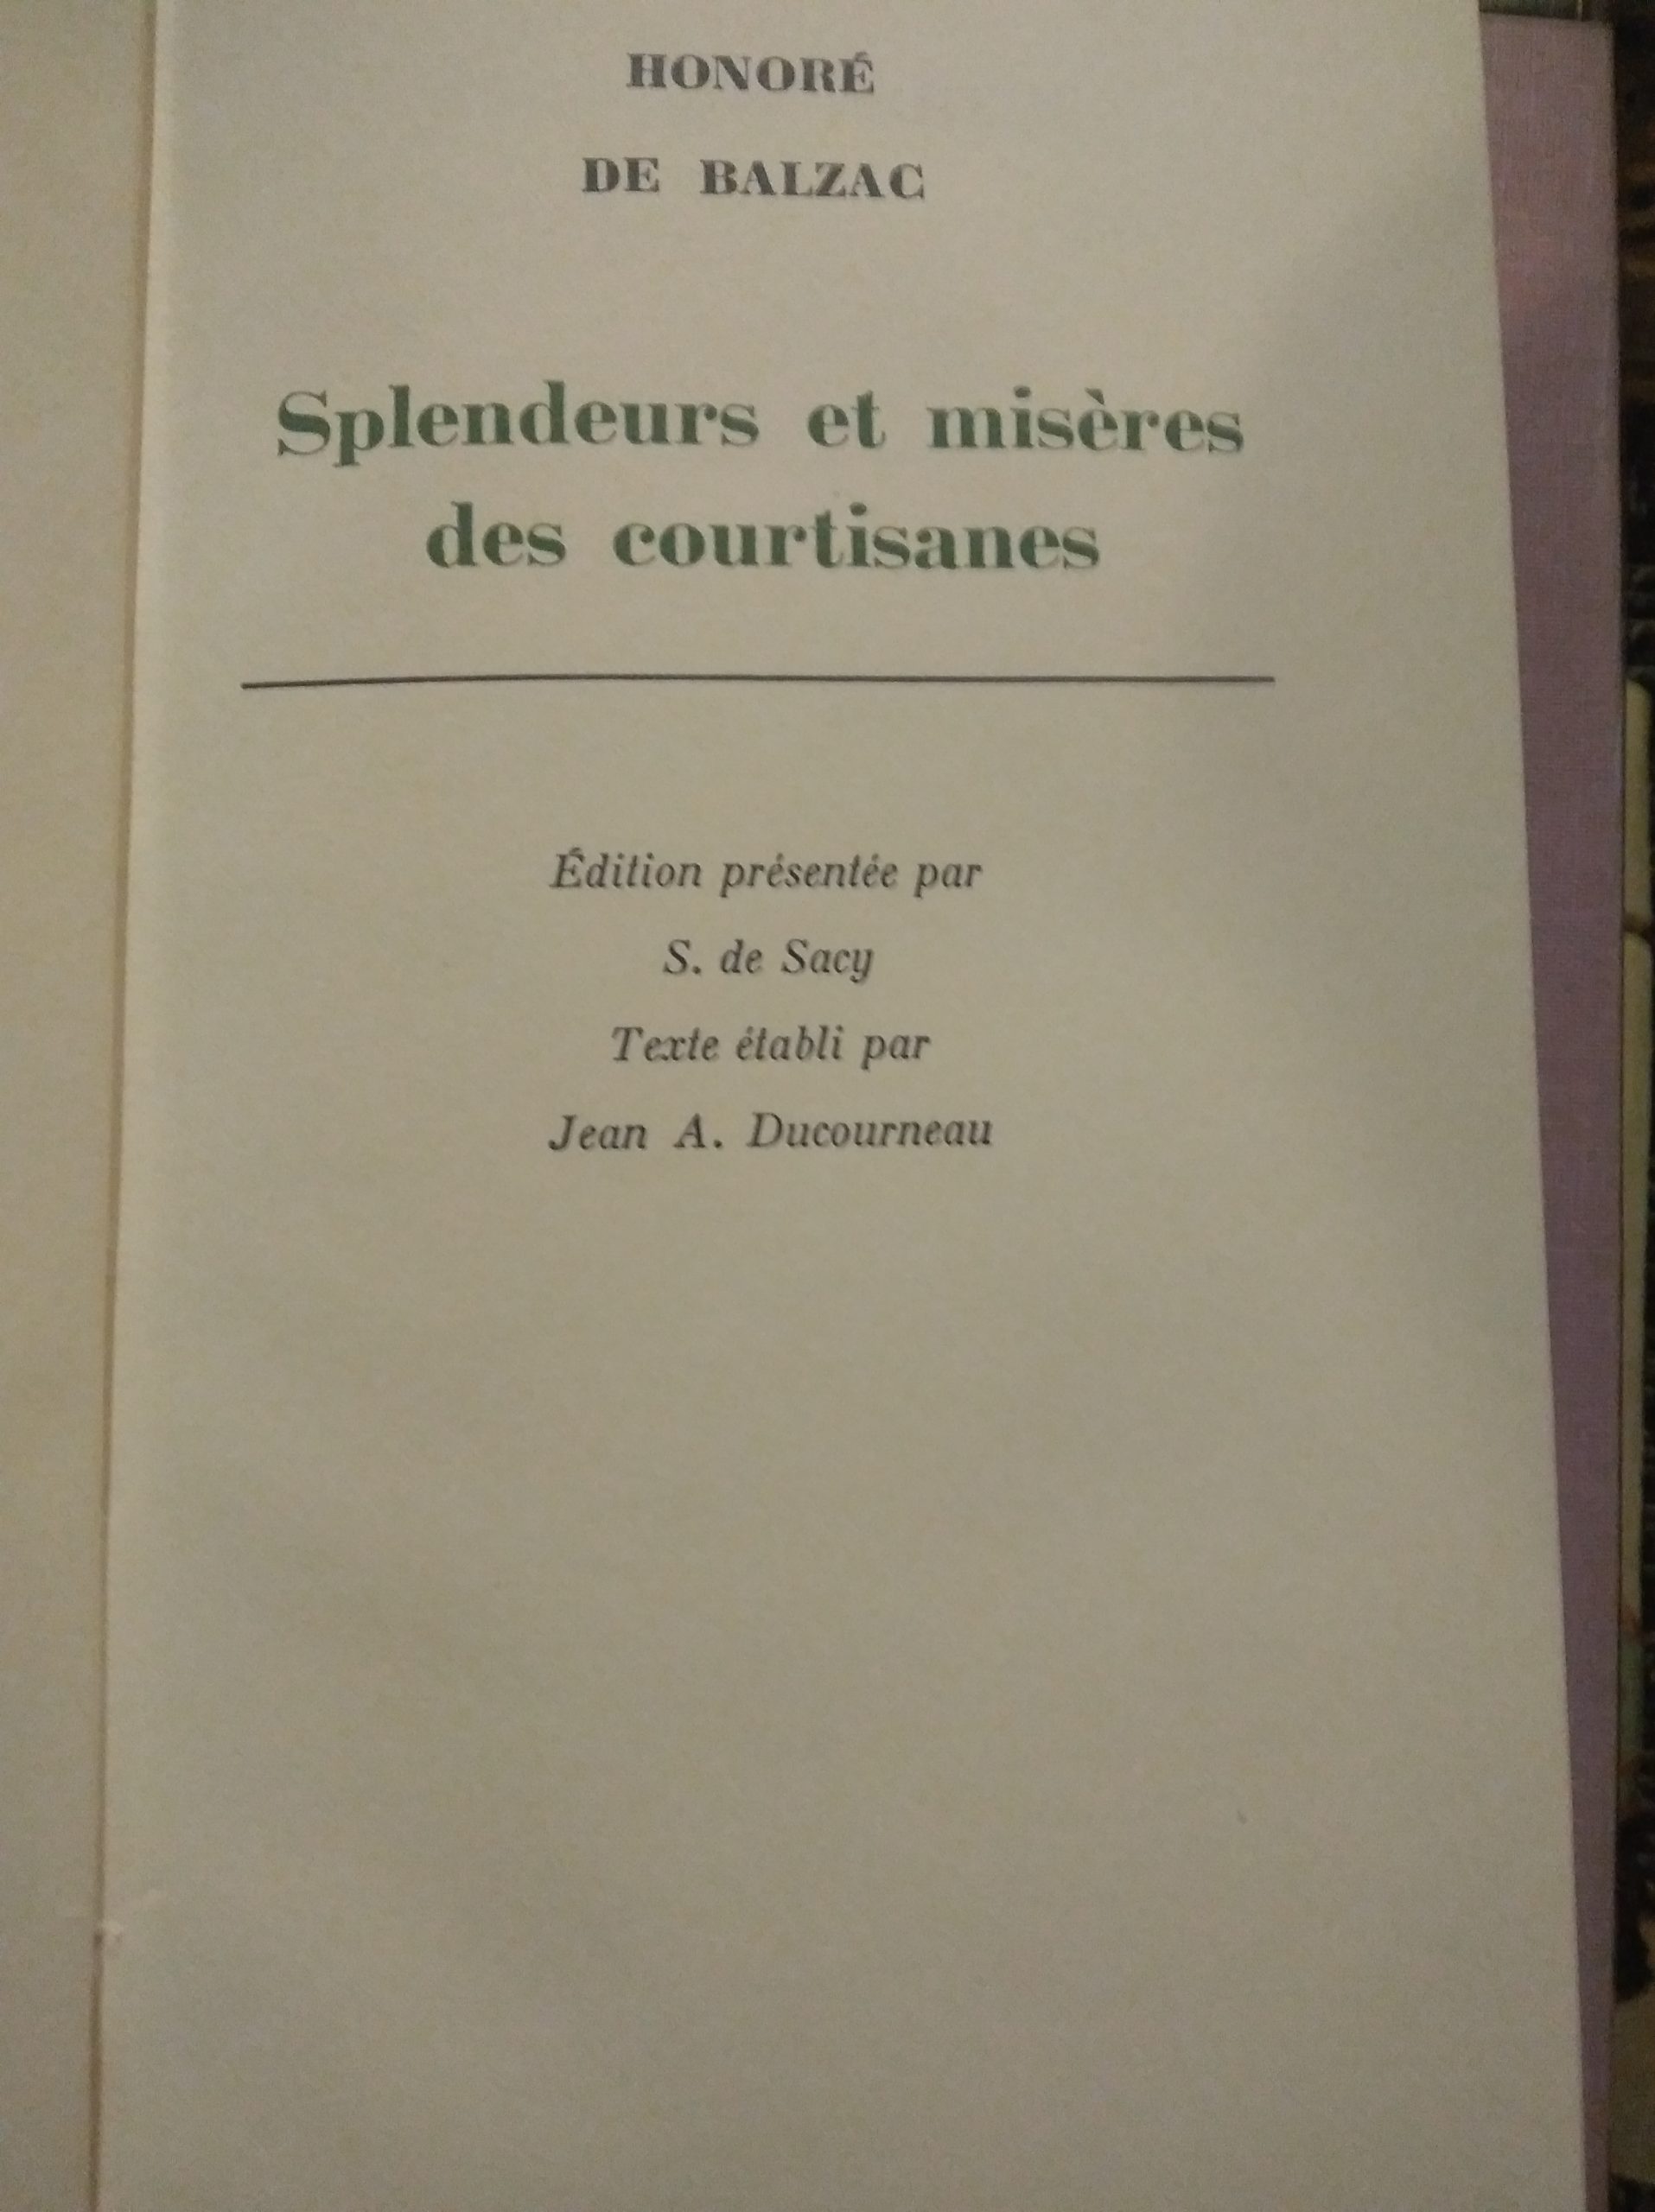 HONORÉ
DE BALZAC
Splendeurs et misères
des courtisanes
Édition présentée par
S. de Sacy
Texte établi par
Jean A. Ducourneau